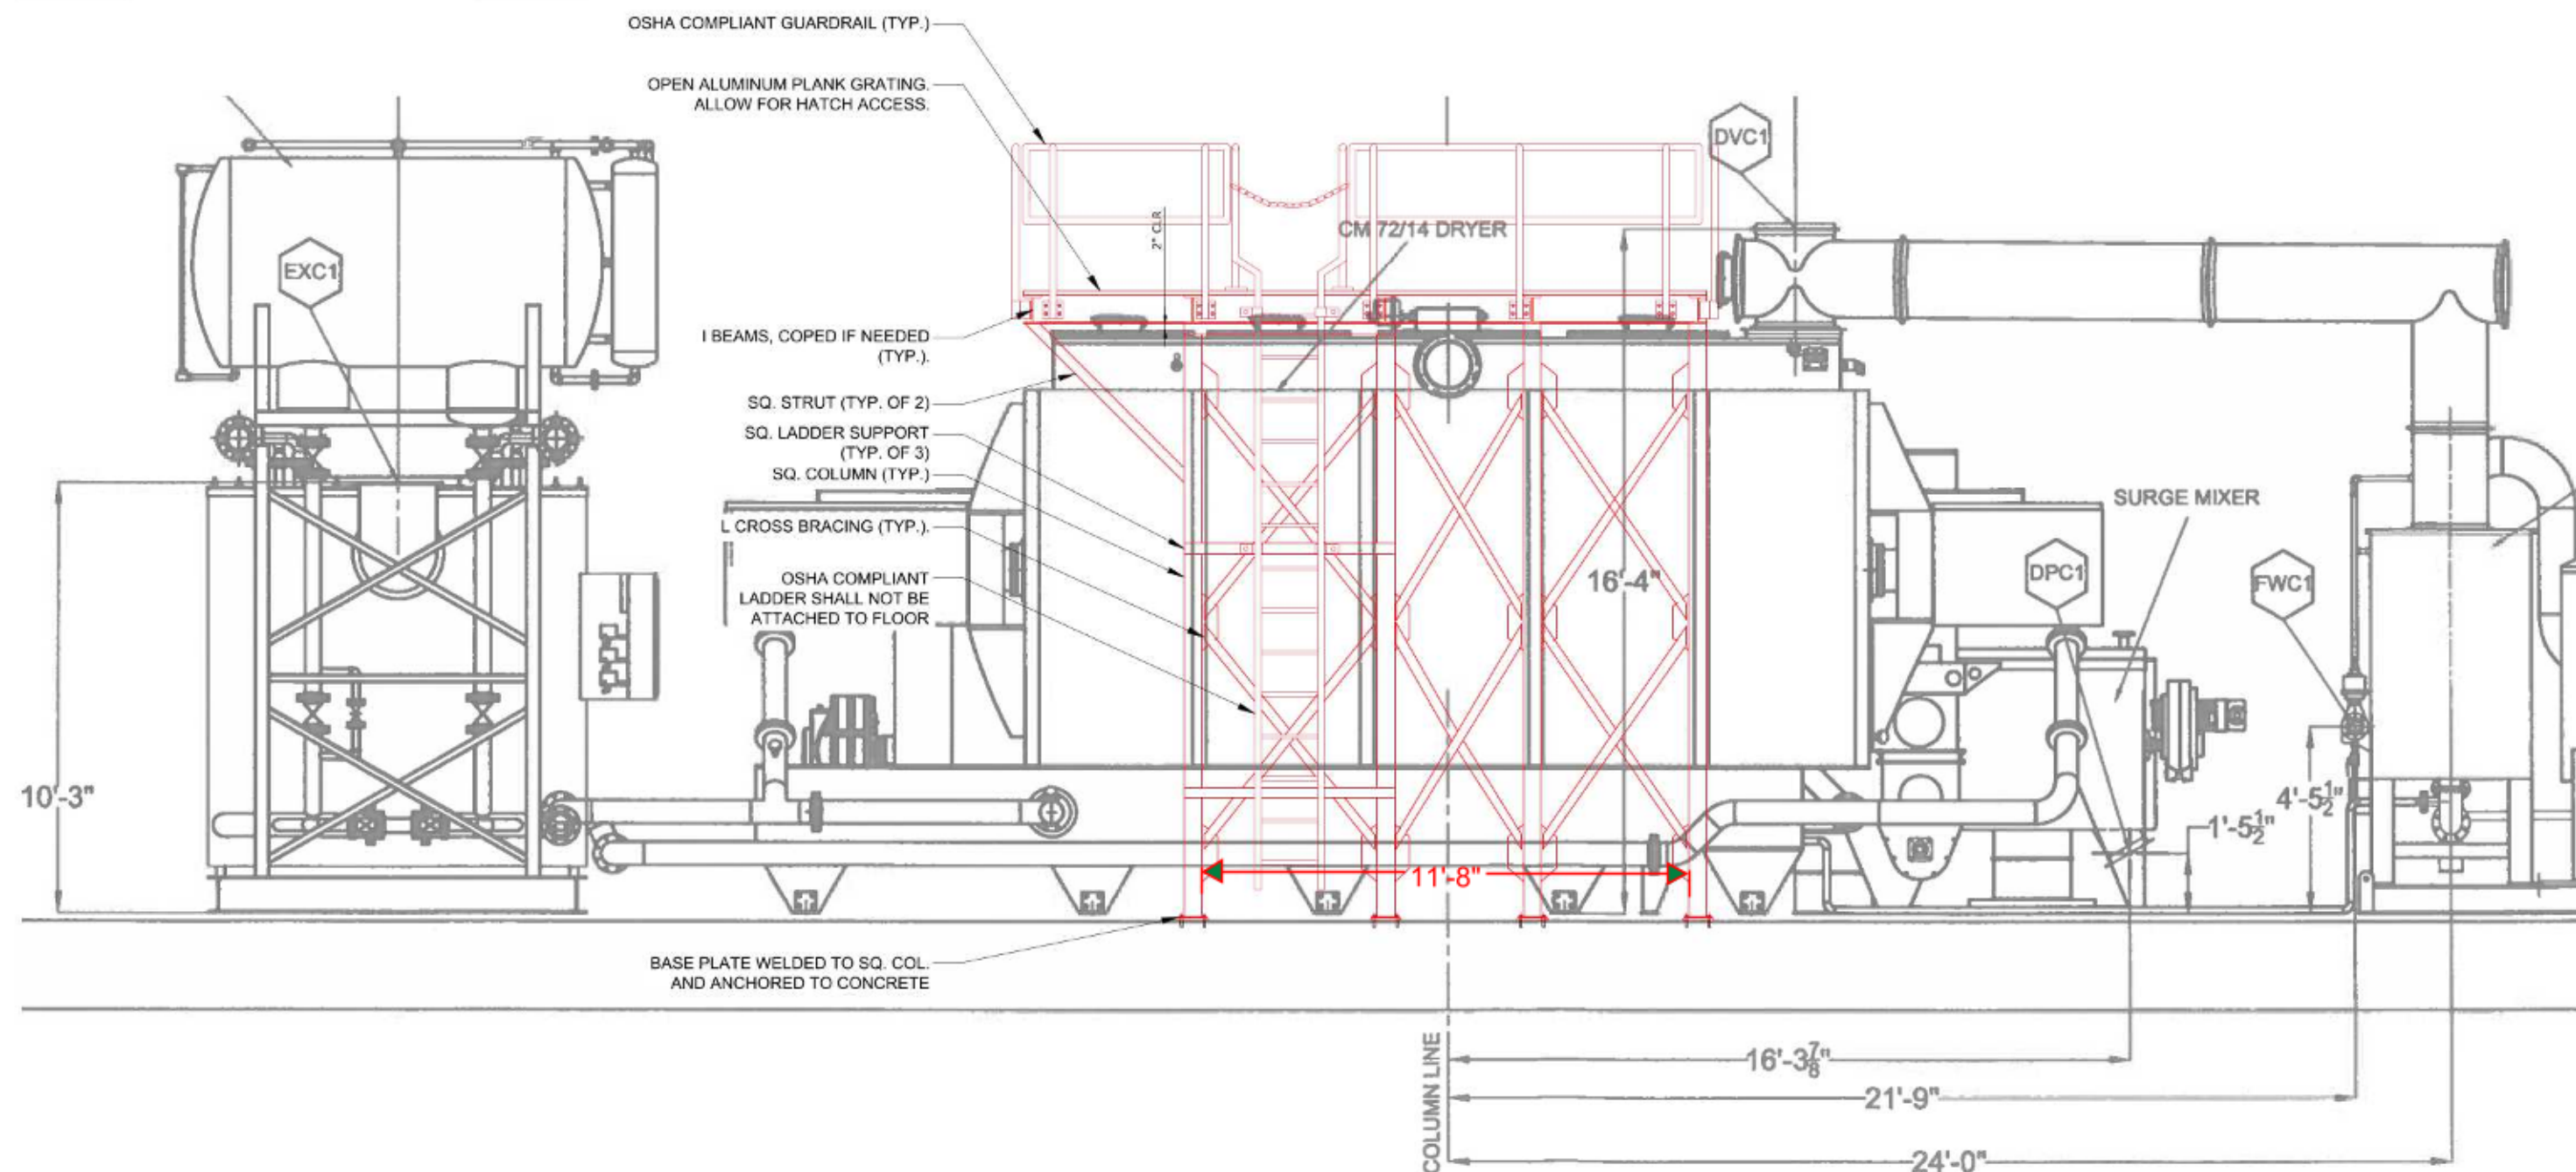 OSHA COMPLIANT GUARDRAIL (TYP.)
OPEN ALUMINUM PLANK GRATING.
ALLOW FOR HATCH ACCESS.
DVC1
2" CLR
CM 72/14 DRYER
EXC1
I BEAMS, COPED IF NEEDED
(TYP.).
SQ. STRUT (TYP. OF 2)
SQ. LADDER SUPPORT
(TYP. OF 3)
SQ. COLUMN (TYP.)
L CROSS BRACING (TYP.).
OSHA COMPLIANT
LADDER SHALL NOT BE
ATTACHED TO FLOOR
SURGE MIXER
DPC1
FWC1
16'-4"
10'-3"
4'-5½"
1'-5½"
11'-8"
BASE PLATE WELDED TO SQ. COL.
AND ANCHORED TO CONCRETE
COLUMN LINE
16'-3⅞"
21'-9"
24'-0"